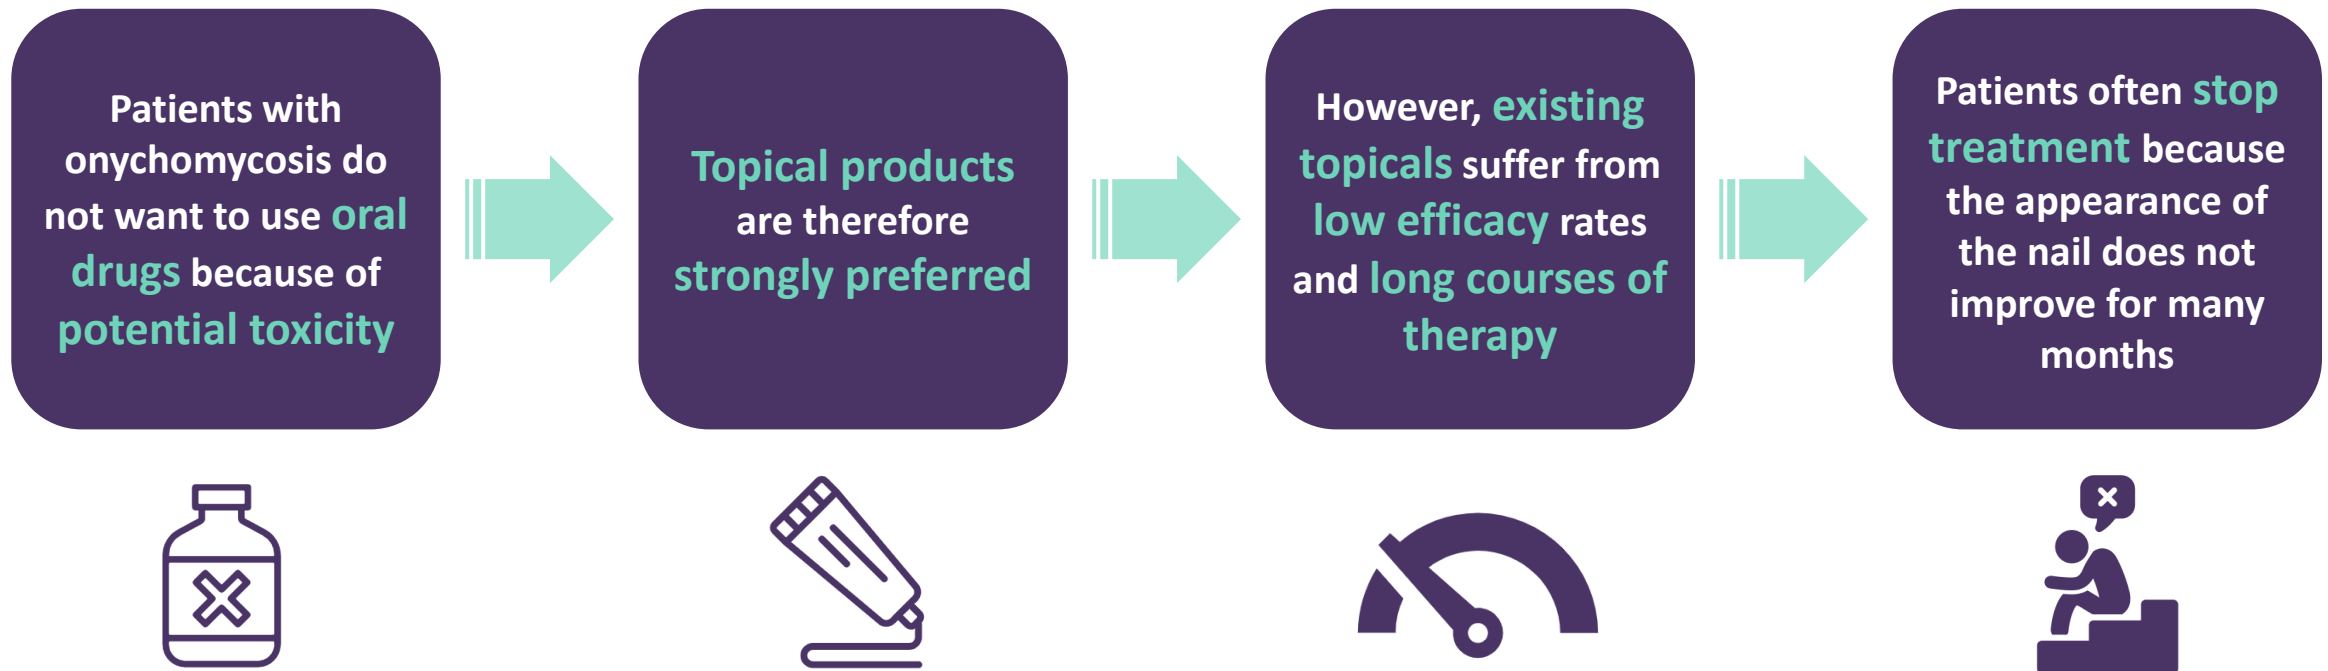 Patients with
onychomycosis do
not want to use oral
drugs because of
potential toxicity
Topical products
are therefore
strongly preferred
However, existing
topicals suffer from
low efficacy rates
and long courses of
therapy
Patients often stop
treatment because
the appearance of
the nail does not
improve for many
months